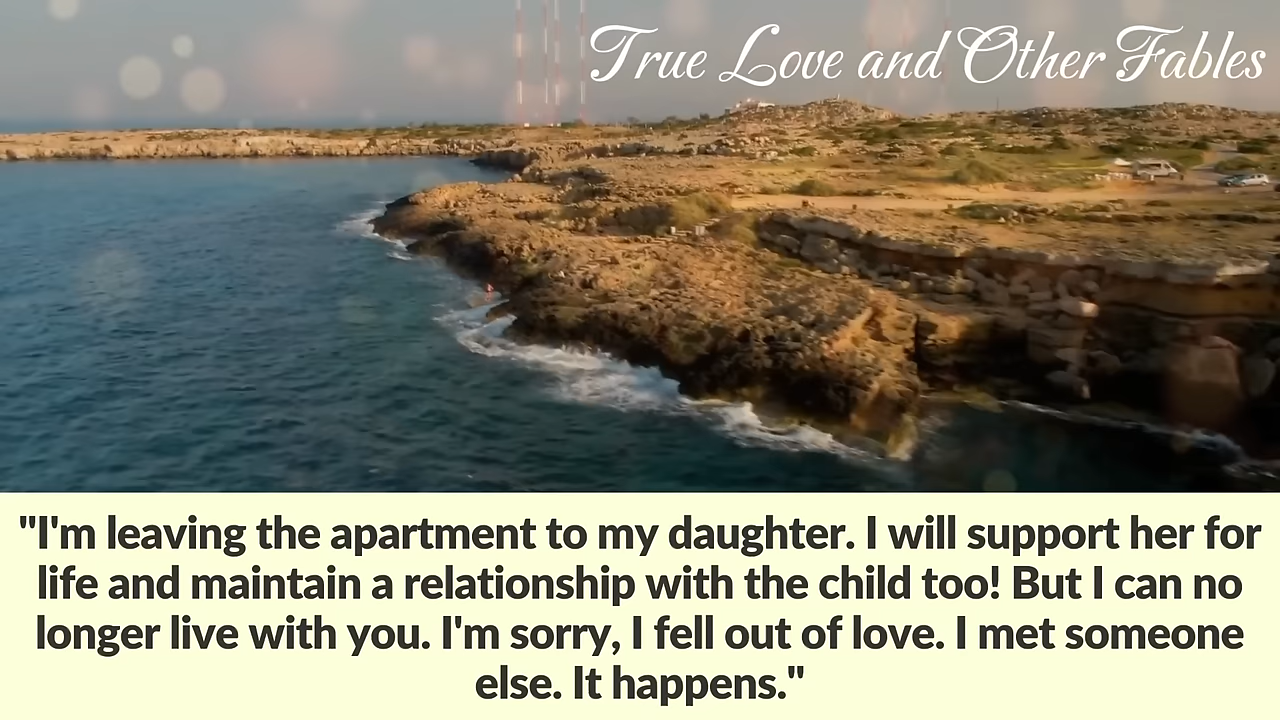 True Love and Other Fables
"I'm leaving the apartment to my daughter. I will support her for
life and maintain a relationship with the child too! But I can no
longer live with you. I'm sorry, I fell out of love. I met someone
else. It happens."